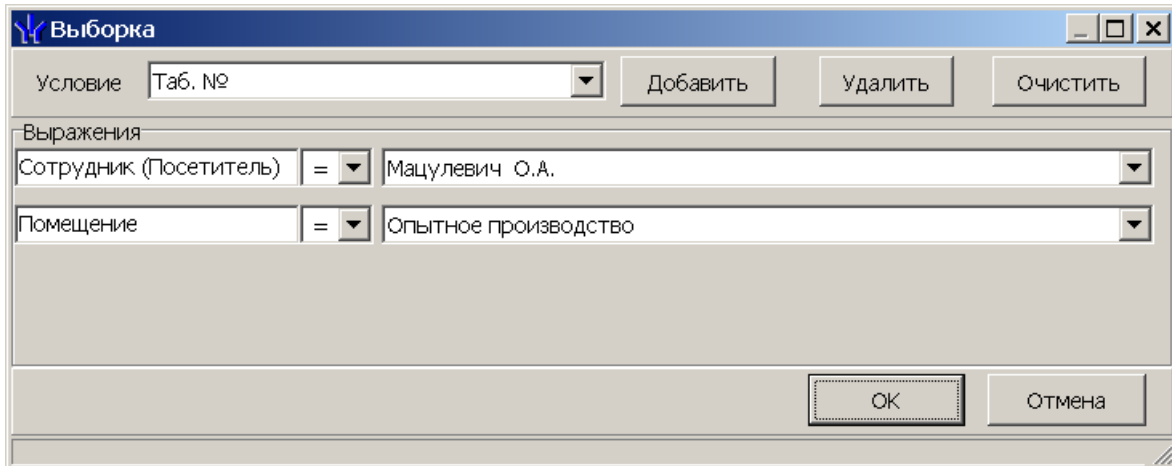 Выборка
Условие Таб. № Добавить Удалить Очистить
Выражения
Сотрудник (Посетитель) = Мацулевич О.А.
Помещение = Опытное производство
OK Отмена